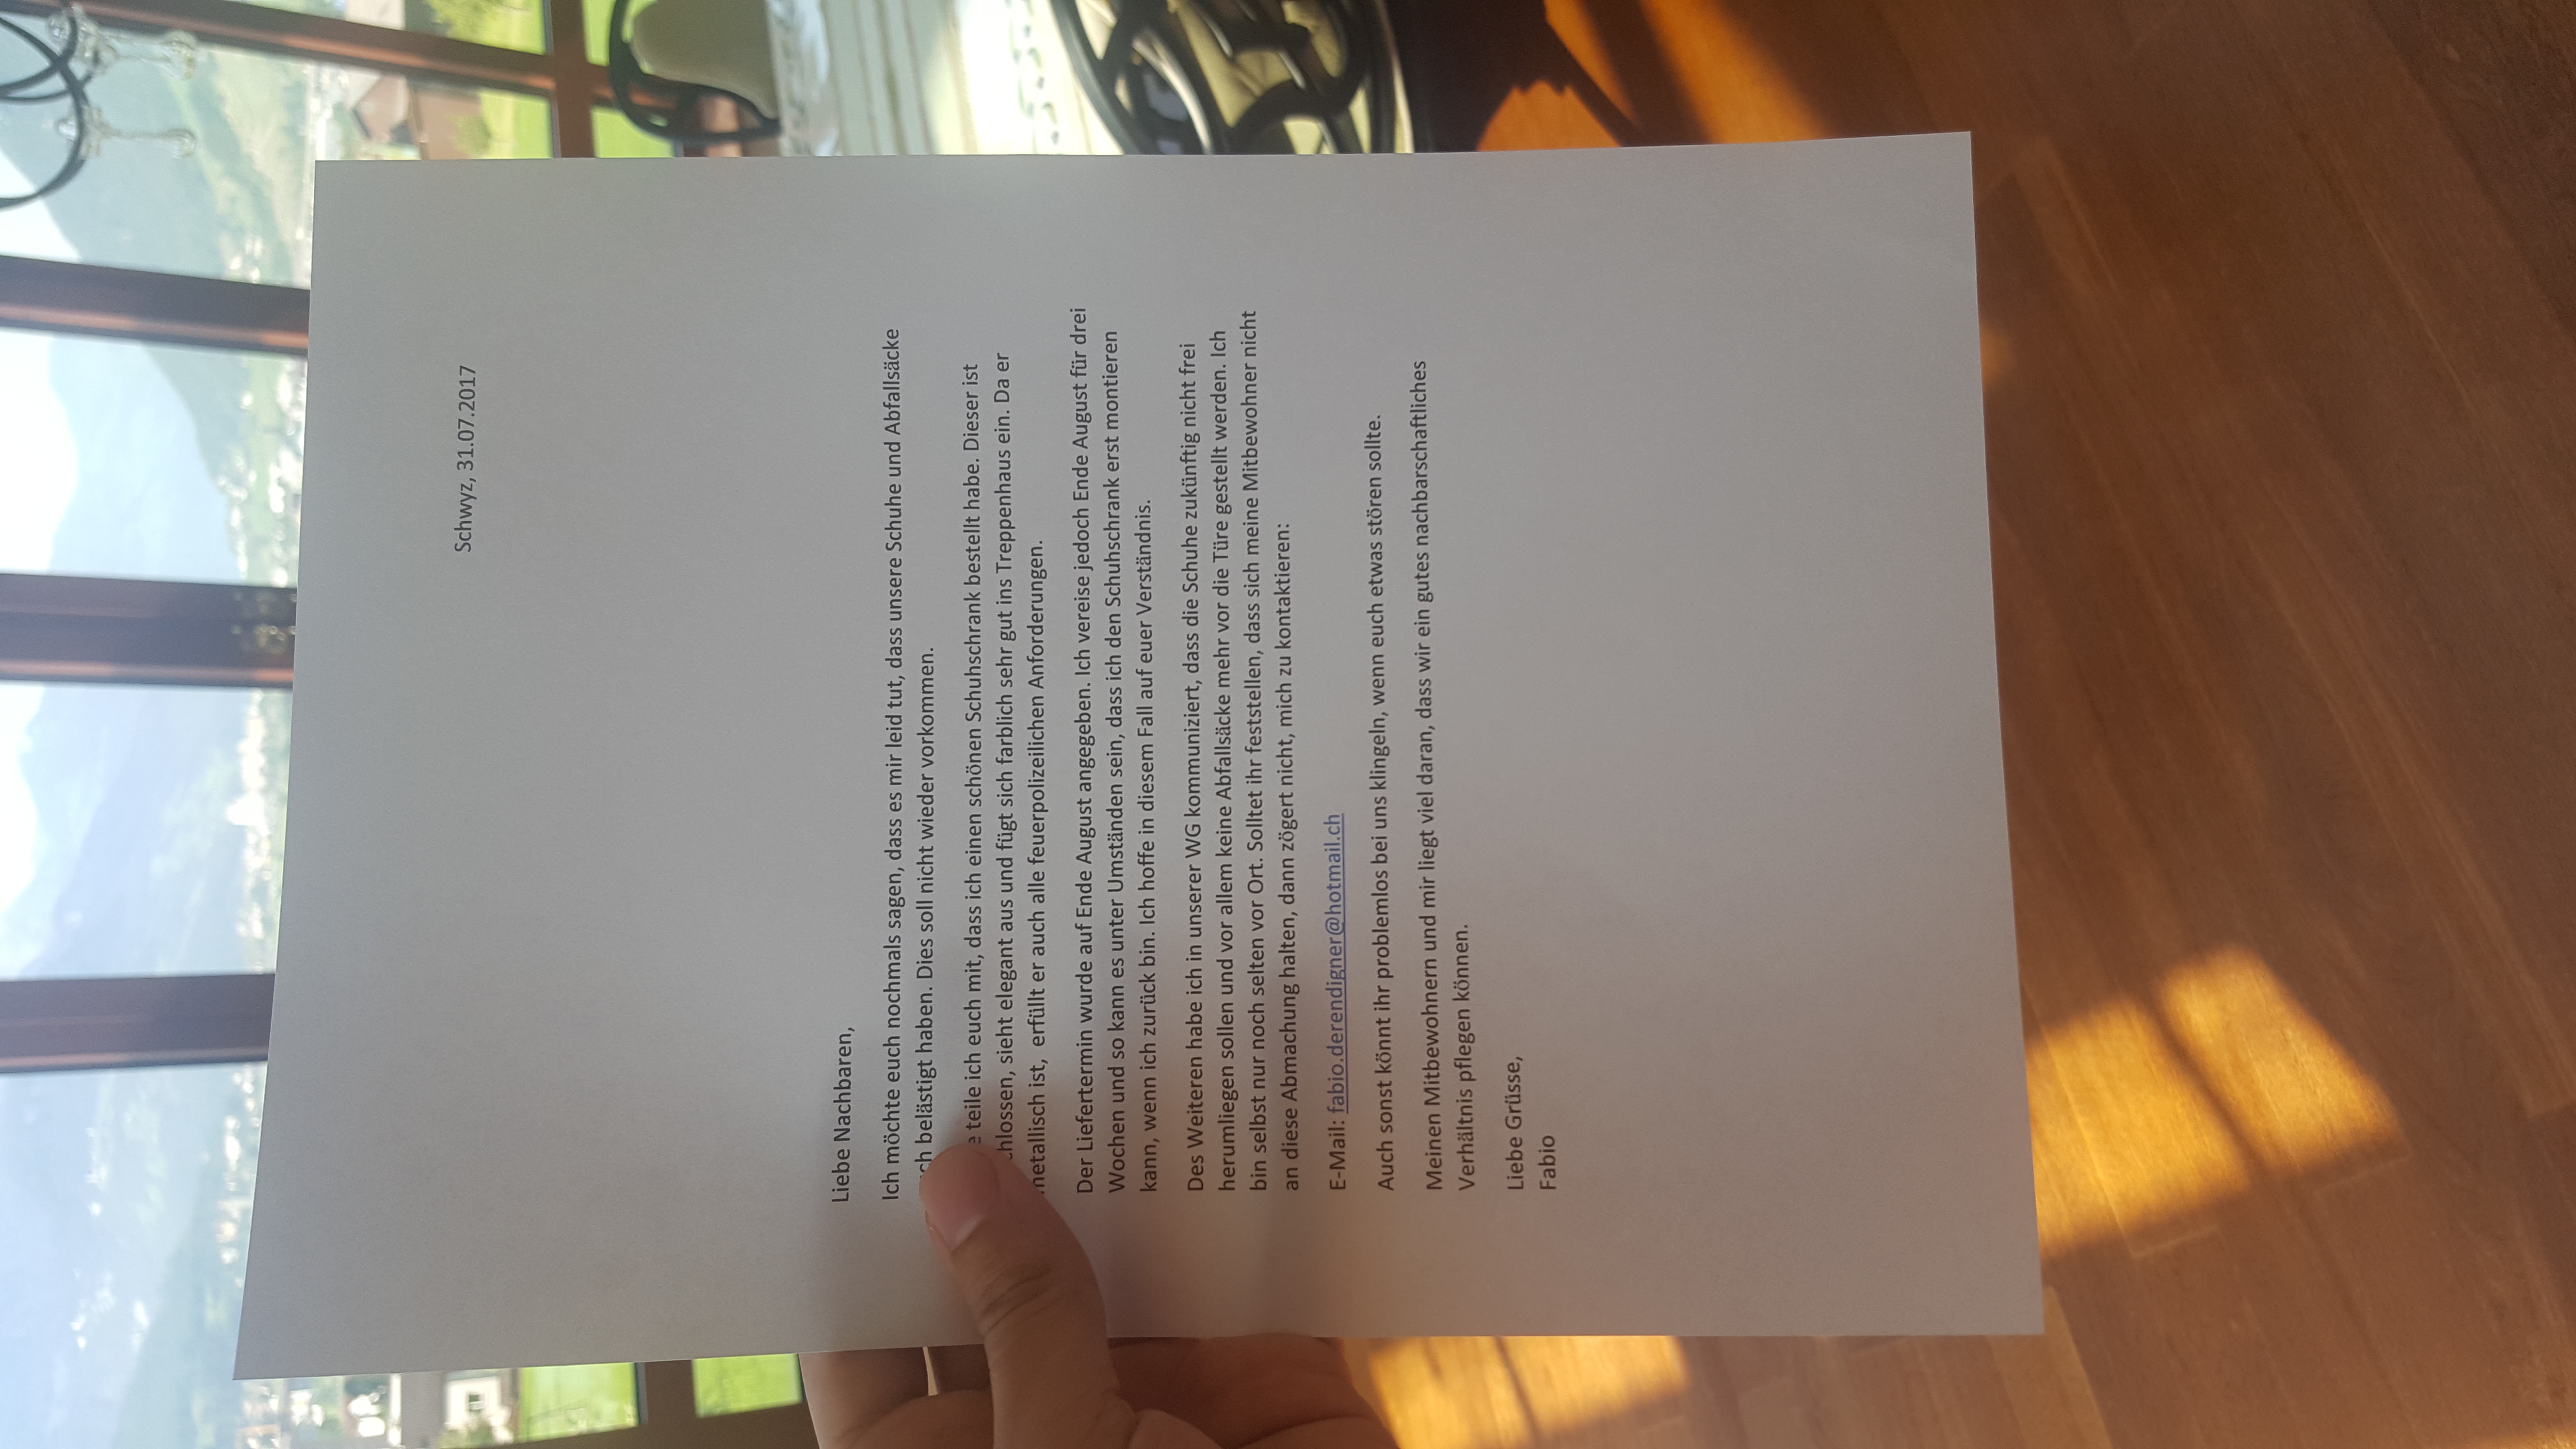 Schwyz, 31.07.2017
Liebe Nachbaren,
Ich möchte euch nochmals sagen, dass es mir leid tut, dass unsere Schuhe und Abfallsäcke
belästigt haben. Dies soll nicht wieder vorkommen.
teile ich euch mit, dass ich einen schönen Schuhschrank bestellt habe. Dieser ist
sieht elegant aus und fügt sich farblich sehr gut ins Treppenhaus ein. Da er
metallisch ist, erfüllt er auch alle feuerpolizeilichen Anforderungen.
Der Liefertermin wurde auf Ende August angegeben. Ich vereise jedoch Ende August für drei
Wochen und so kann es unter Umständen sein, dass ich den Schuhschrank erst montieren
kann, wenn ich zurück bin. Ich hoffe in diesem Fall auf euer Verständnis.
Des Weiteren habe ich in unserer WG kommuniziert, dass die Schuhe zukünftig nicht frei
herumliegen sollen und vor allem keine Abfallsäcke mehr vor die Türe gestellt werden. Ich
bin selbst nur noch selten vor Ort. Solltet ihr feststellen, dass sich meine Mitbewohner nicht
an diese Abmachung halten, dann zögert nicht, mich zu kontaktieren:
E-Mail: fabio.derendigner@hotmail.ch
Auch sonst könnt ihr problemlos bei uns klingeln, wenn euch etwas stören sollte.
Meinen Mitbewohnern und mir liegt viel daran, dass wir ein gutes nachbarschaftliches
Verhältnis pflegen können.
Liebe Grüsse,
Fabio